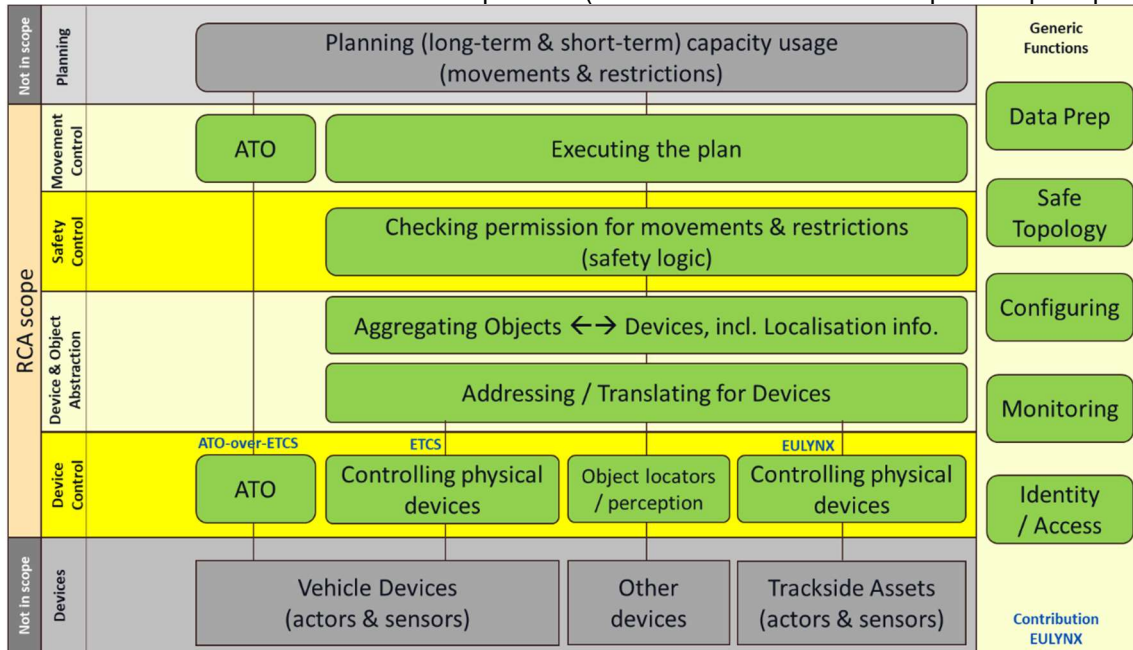 Not in scope
Planning
Planning (long-term & short-term) capacity usage
(movements & restrictions)
Generic
Functions
RCA scope
Movement
Control
ATO
Executing the plan
Data Prep
Safety
Control
Checking permission for movements & restrictions
(safety logic)
Safe
Topology
Device & Object
Abstraction
Aggregating Objects ←→ Devices, incl. Localisation info.
Configuring
Addressing / Translating for Devices
Monitoring
Device
Control
ATO-over-ETCS
ETCS
EULYNX
ATO
Controlling physical
devices
Object locators
/ perception
Controlling physical
devices
Identity
/ Access
Not in scope
Devices
Vehicle Devices
(actors & sensors)
Other
devices
Trackside Assets
(actors & sensors)
Contribution
EULYNX